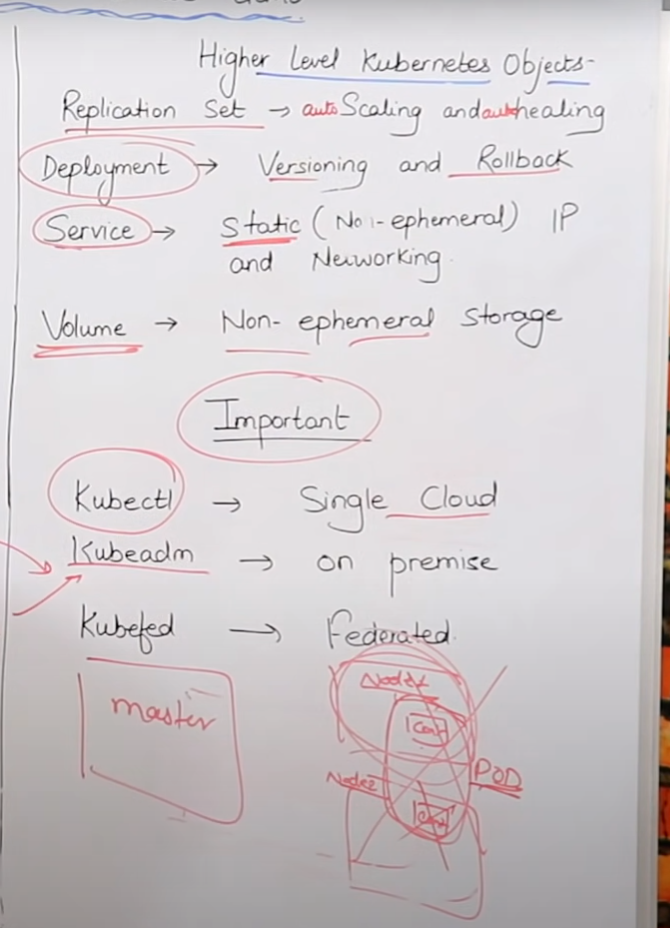 Higher Level Kubernetes Objects-
Replication Set → auto Scaling and auto healing
Deployment → Versioning and Rollback
Service → Static (Non-ephemeral) IP
and Networking.
Volume → Non-ephemeral Storage
Important
Kubectl → Single Cloud
Kubeadm → on premise
Kubefed → Federated.
master
Node1
Cont
Node2
POD
Cont